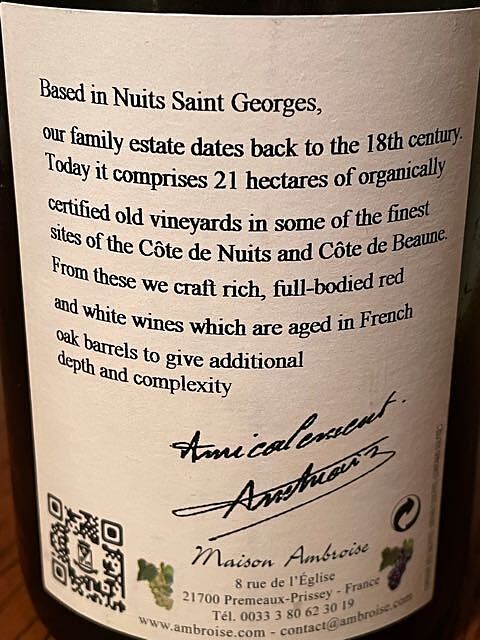 Based in Nuits Saint Georges,
our family estate dates back to the 18th century.
Today it comprises 21 hectares of organically
certified old vineyards in some of the finest
sites of the Côte de Nuits and Côte de Beaune.
From these we craft rich, full-bodied red
and white wines which are aged in French
oak barrels to give additional
depth and complexity
Amicalement.
Ambroise
Maison Ambroise
8 rue de l'Église
21700 Premeaux-Prissey - France
Tél. 0033 3 80 62 30 19
www.ambroise.com - contact@ambroise.com